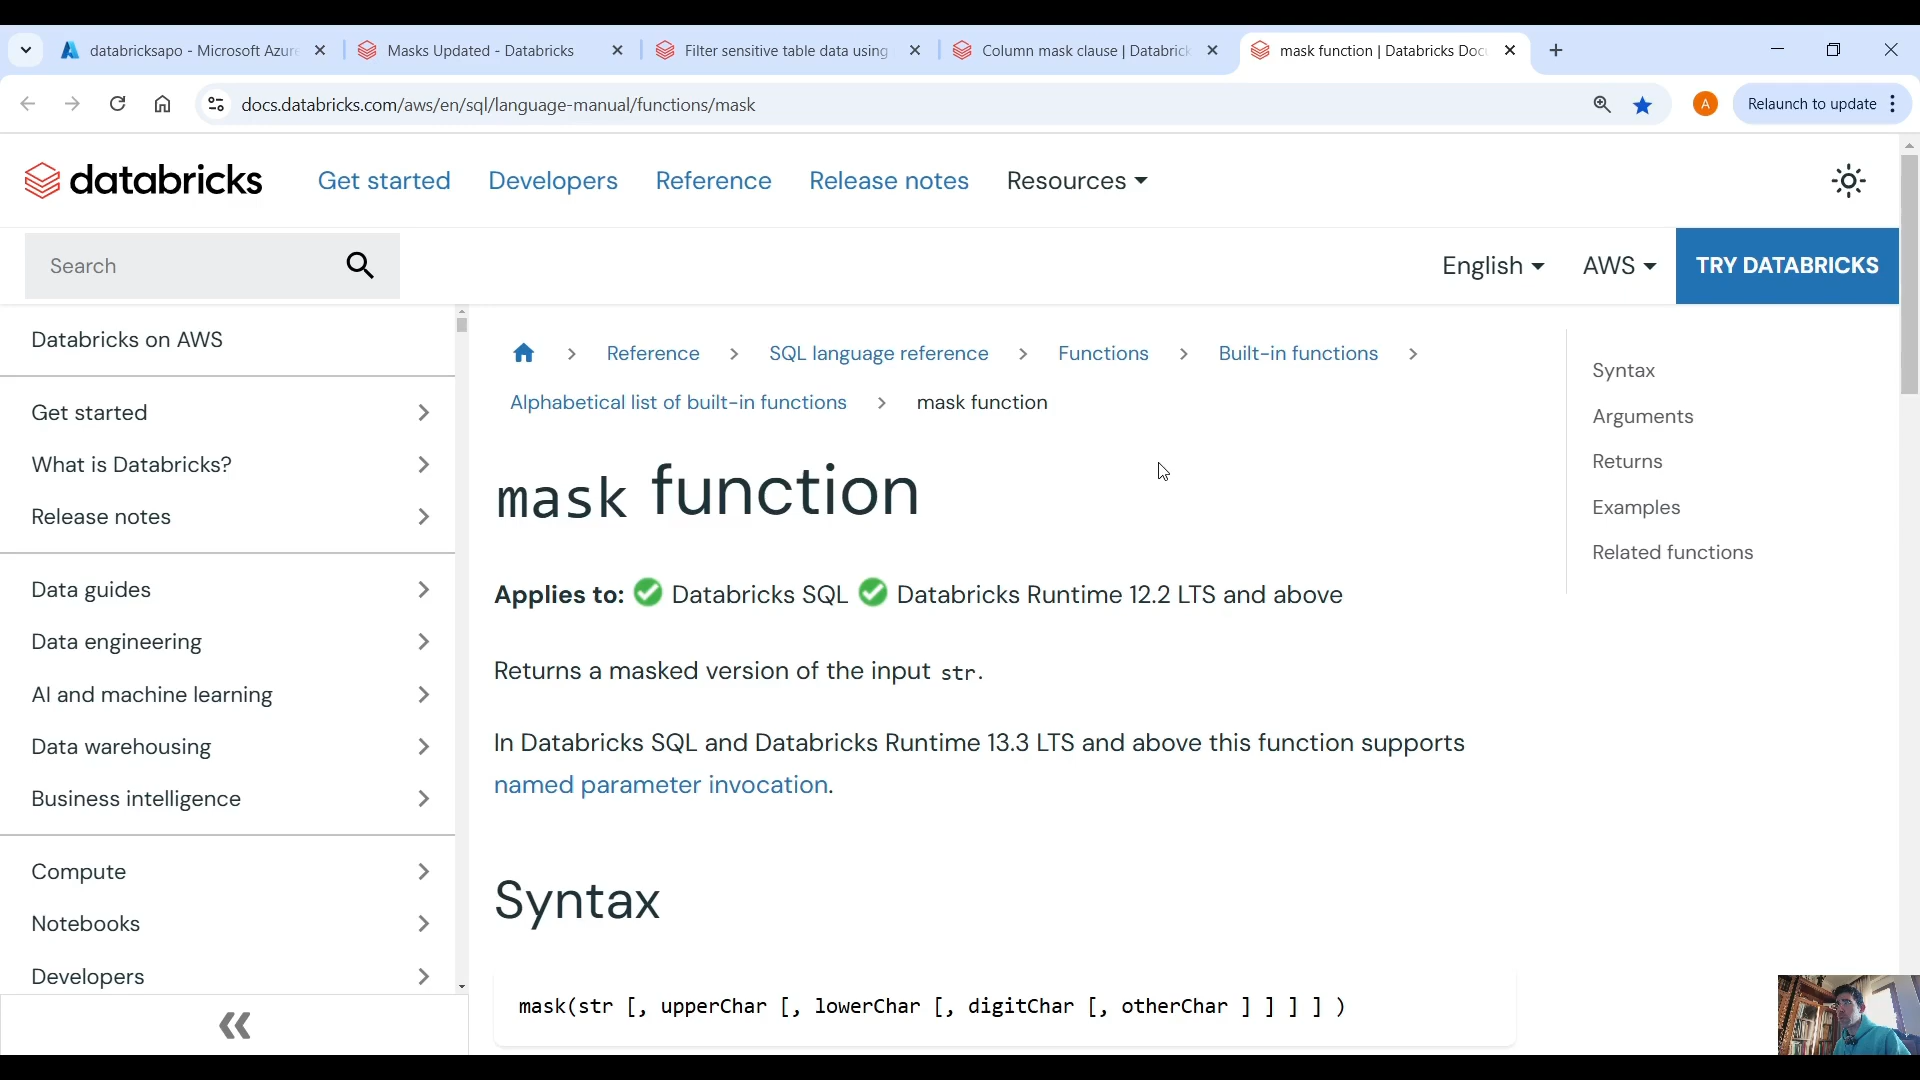 databricksapo - Microsoft Azure
Masks Updated - Databricks
Filter sensitive table data using
Column mask clause | Databrick
mask function | Databricks Doc
docs.databricks.com/aws/en/sql/language-manual/functions/mask
A
Relaunch to update
databricks
Get started
Developers
Reference
Release notes
Resources
Search
English
AWS
TRY DATABRICKS
Databricks on AWS
Get started
What is Databricks?
Release notes
Data guides
Data engineering
AI and machine learning
Data warehousing
Business intelligence
Compute
Notebooks
Developers
Reference > SQL language reference > Functions > Built-in functions >
Alphabetical list of built-in functions > mask function
mask function
Applies to: Databricks SQL Databricks Runtime 12.2 LTS and above
Returns a masked version of the input str.
In Databricks SQL and Databricks Runtime 13.3 LTS and above this function supports
named parameter invocation.
Syntax
mask(str [, upperChar [, lowerChar [, digitChar [, otherChar ] ] ] ] )
Syntax
Arguments
Returns
Examples
Related functions